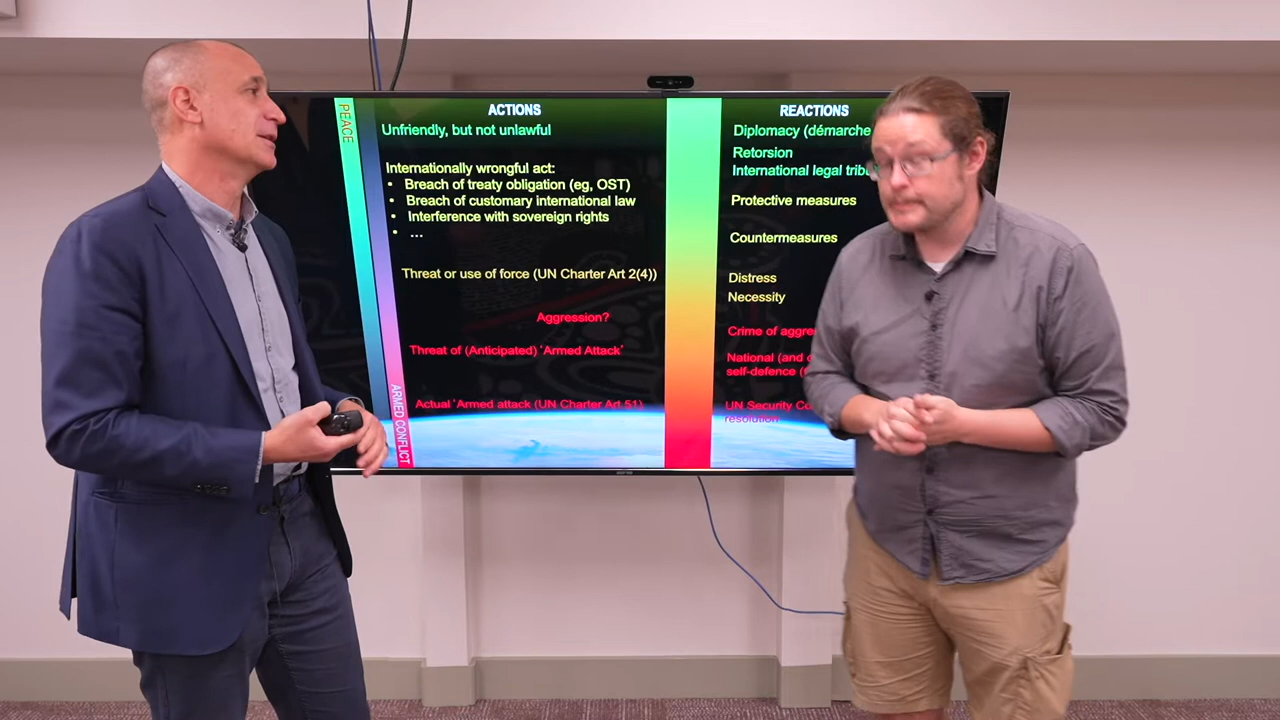 ACTIONS
REACTIONS
PEACE
Unfriendly, but not unlawful
Diplomacy (démarche
Retorsion
International legal
Internationally wrongful act:
• Breach of treaty obligation (eg, OST)
• Breach of customary international law
• Interference with sovereign rights
• ...
Protective measures
Countermeasures
Threat or use of force (UN Charter Art 2(4))
Distress
Necessity
Aggression?
Crime of
Threat of (Anticipated) 'Armed Attack'
National (and
self-defence
ARMED CONFLICT
Actual 'Armed attack (UN Charter Art 51)
UN Security
resolution